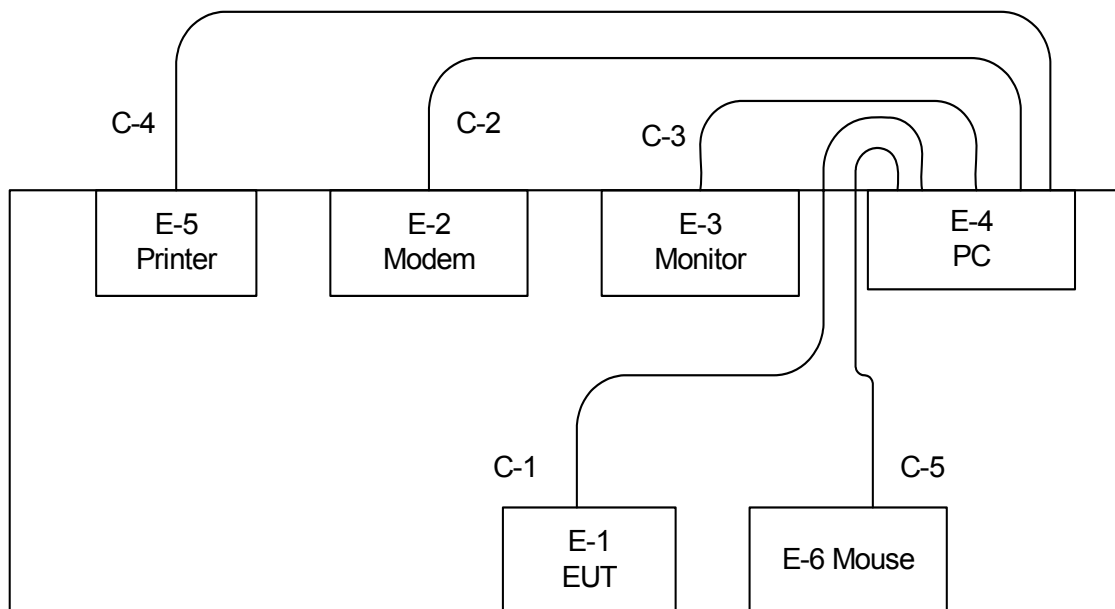 C-4
C-2
C-3
E-5
Printer
E-2
Modem
E-3
Monitor
E-4
PC
C-1
C-5
E-1
EUT
E-6 Mouse